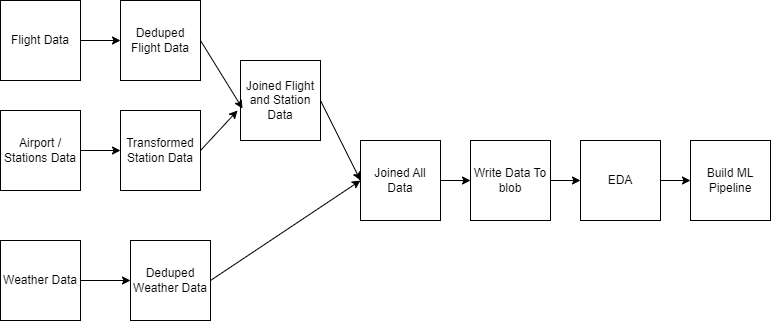 Flight Data
Deduped
Flight Data
Joined Flight
and Station
Data
Airport /
Stations Data
Transformed
Station Data
Joined All
Data
Write Data To
blob
EDA
Build ML
Pipeline
Weather Data
Deduped
Weather Data